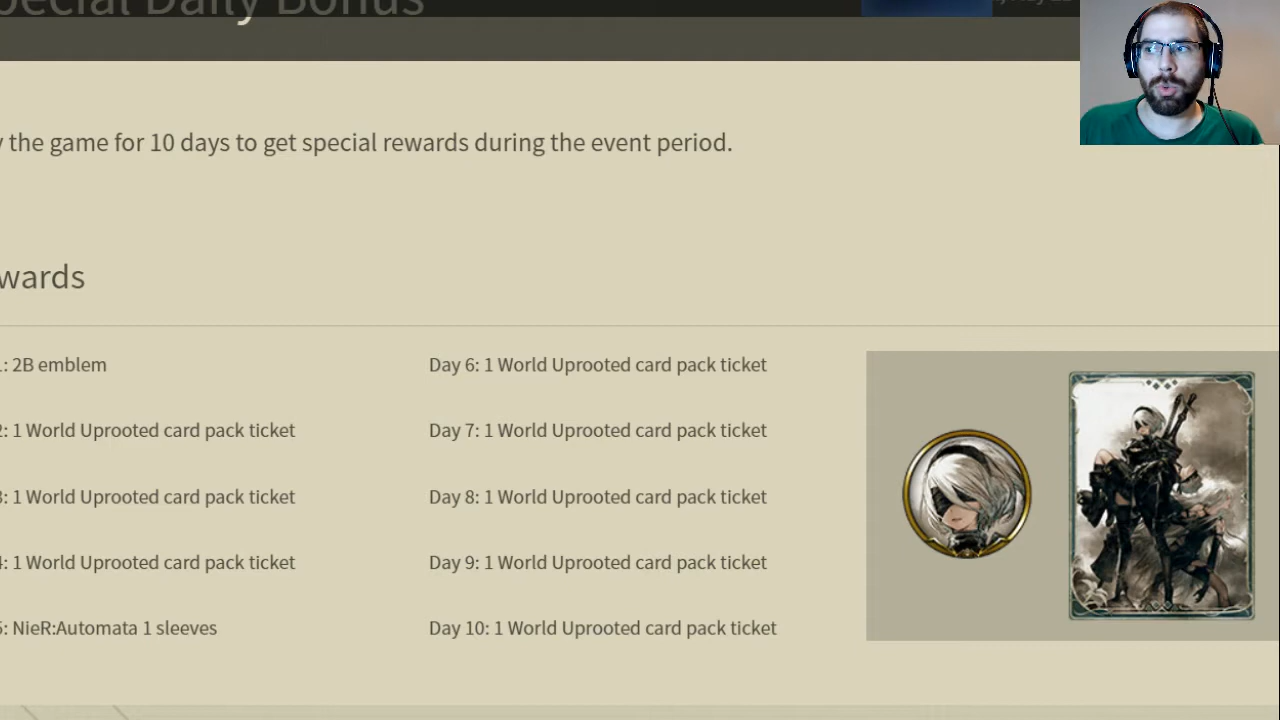 pecial Daily Bonus
the game for 10 days to get special rewards during the event period.
wards
: 2B emblem
Day 6: 1 World Uprooted card pack ticket
2: 1 World Uprooted card pack ticket
Day 7: 1 World Uprooted card pack ticket
3: 1 World Uprooted card pack ticket
Day 8: 1 World Uprooted card pack ticket
4: 1 World Uprooted card pack ticket
Day 9: 1 World Uprooted card pack ticket
5: NieR:Automata 1 sleeves
Day 10: 1 World Uprooted card pack ticket